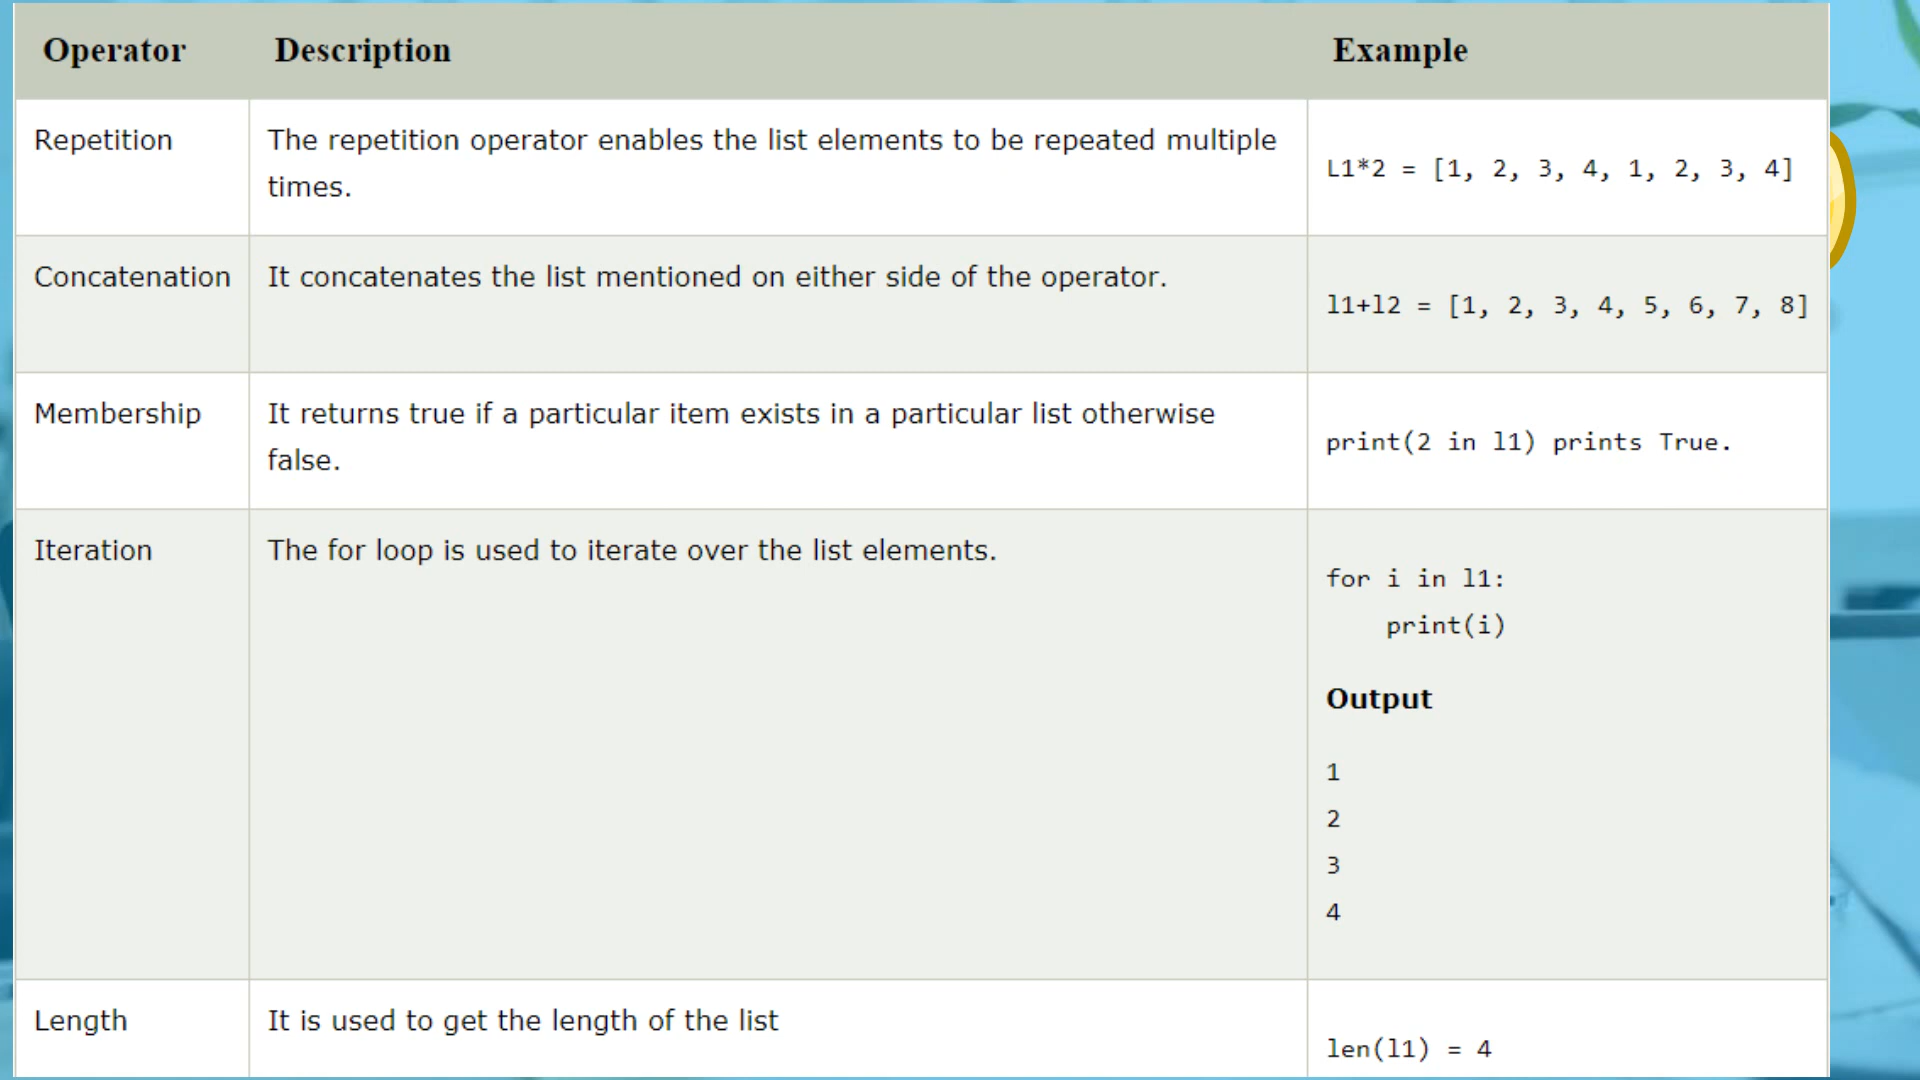 Operator Description Example
Repetition
The repetition operator enables the list elements to be repeated multiple
times.
L1*2 = [1, 2, 3, 4, 1, 2, 3, 4]
Concatenation
It concatenates the list mentioned on either side of the operator.
l1+l2 = [1, 2, 3, 4, 5, 6, 7, 8]
Membership
It returns true if a particular item exists in a particular list otherwise
false.
print(2 in l1) prints True.
Iteration
The for loop is used to iterate over the list elements.
for i in l1:
    print(i)
Output
1
2
3
4
Length
It is used to get the length of the list
len(l1) = 4